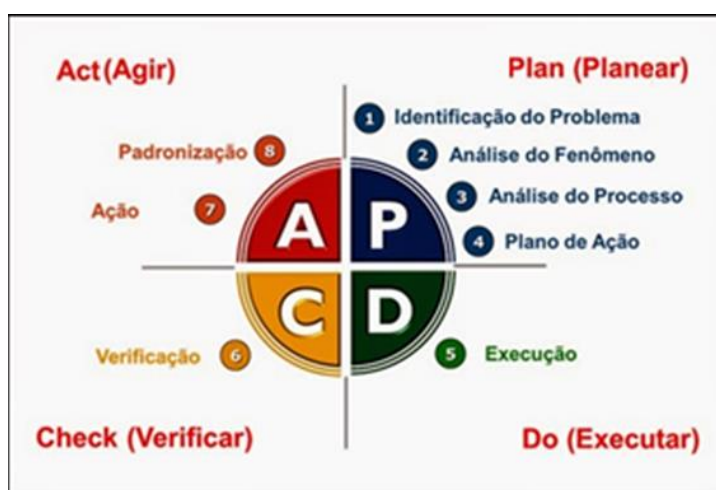 Act (Agir)
Plan (Planear)
1 Identificação do Problema
2 Análise do Fenômeno
3 Análise do Processo
4 Plano de Ação
Padronização 8
Ação 7
A P
C D
Verificação 6
5 Execução
Check (Verificar)
Do (Executar)